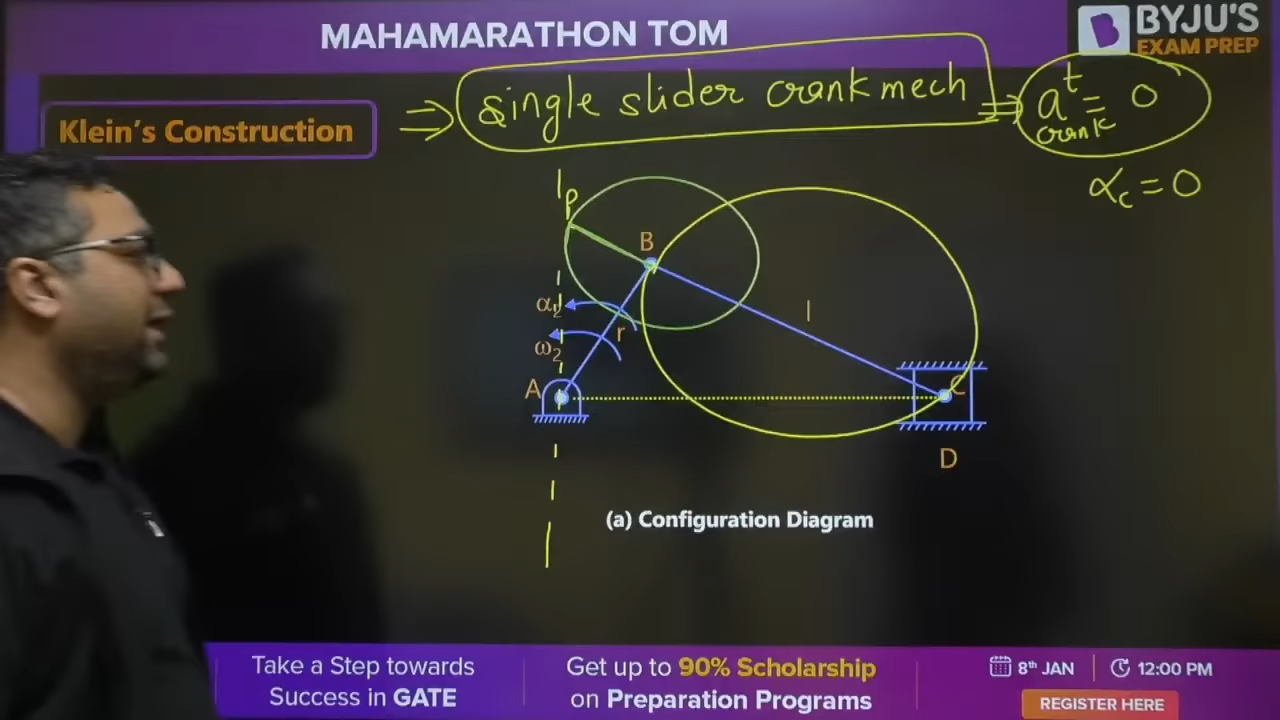 MAHAMARATHON TOM
BYJU'S
EXAM PREP
Klein's Construction
⇒ single slider crank mech ⇒ aᵗ crank = 0
α_c = 0
P
B
α₂
ω₂
r
l
A
C
D
(a) Configuration Diagram
Take a Step towards
Success in GATE
Get up to 90% Scholarship
on Preparation Programs
8th JAN
12:00 PM
REGISTER HERE